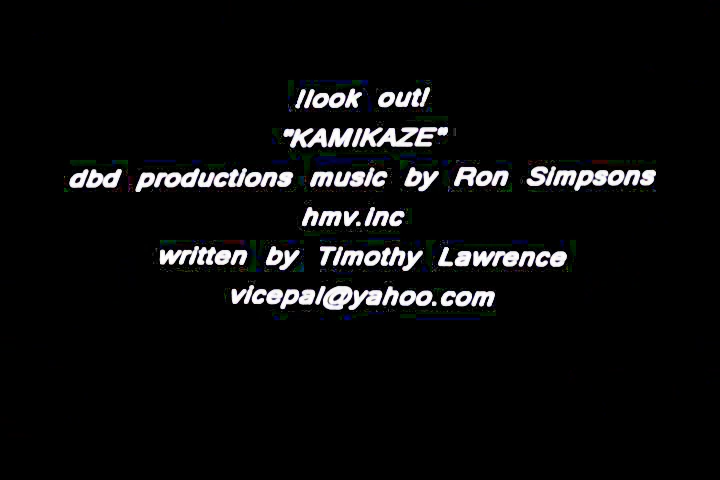 !look out!
"KAMIKAZE"
dbd productions music by Ron Simpsons
hmv.inc
written by Timothy Lawrence
vicepal@yahoo.com